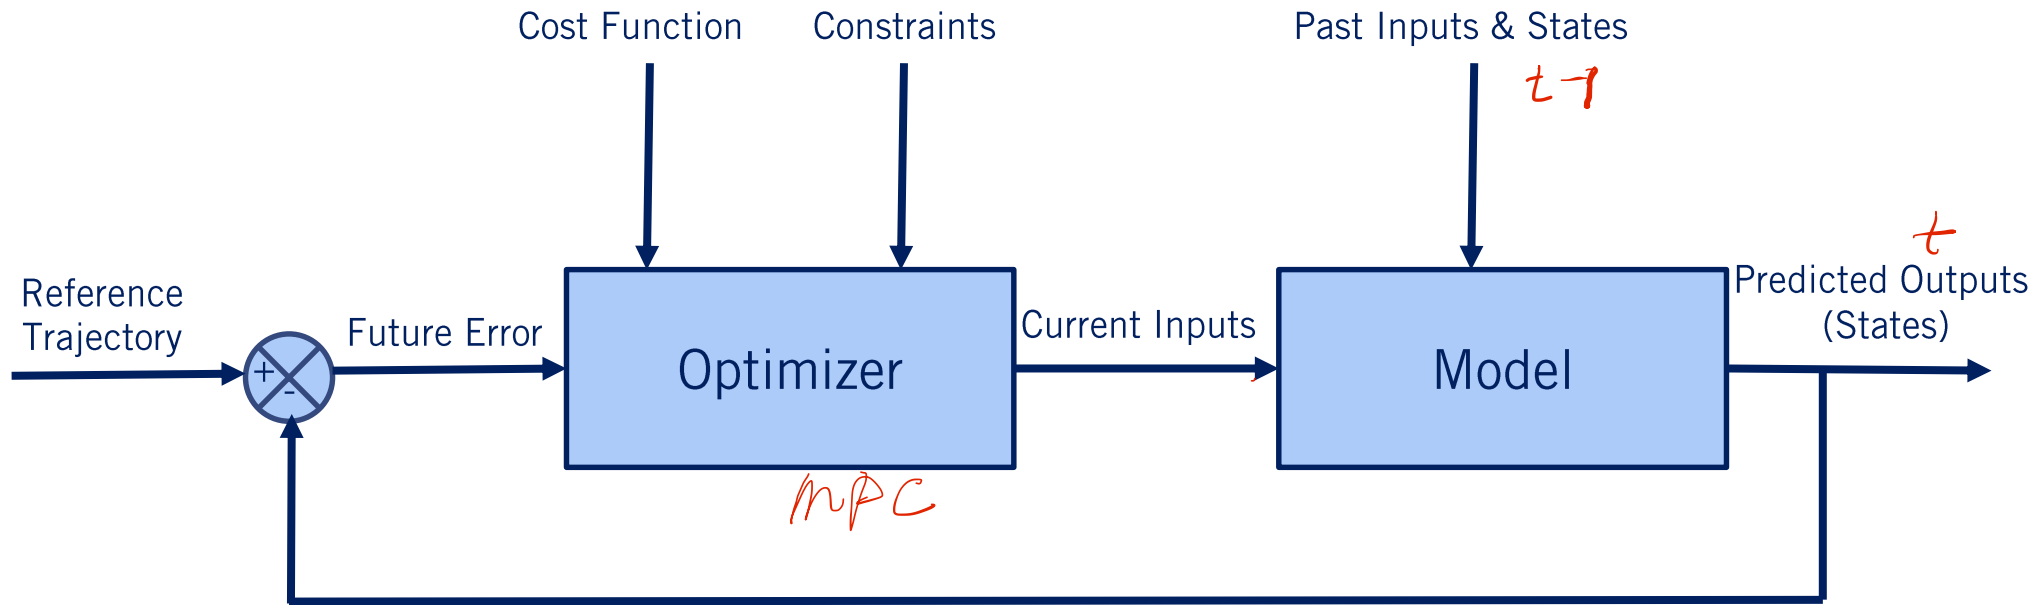 Cost Function
Constraints
Past Inputs & States
t-1
t
Reference
Trajectory
Future Error
Optimizer
Current Inputs
Model
Predicted Outputs
(States)
+
-
MPC